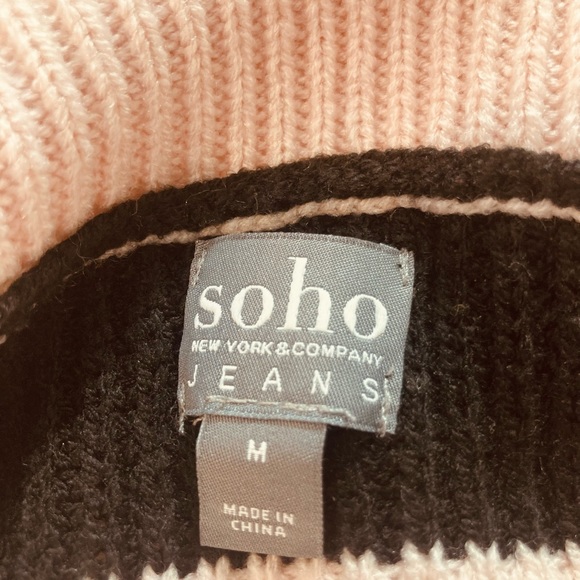 soho
NEW YORK & COMPANY
JEANS
M
MADE IN
CHINA